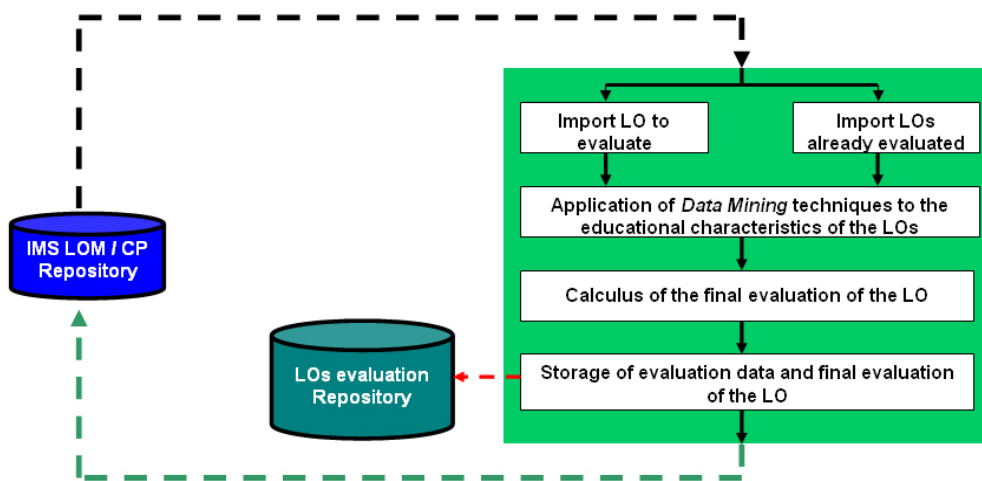 Import LO to
evaluate
Import LOs
already evaluated
Application of Data Mining techniques to the
educational characteristics of the LOs
IMS LOM / CP
Repository
Calculus of the final evaluation of the LO
LOs evaluation
Repository
Storage of evaluation data and final evaluation
of the LO